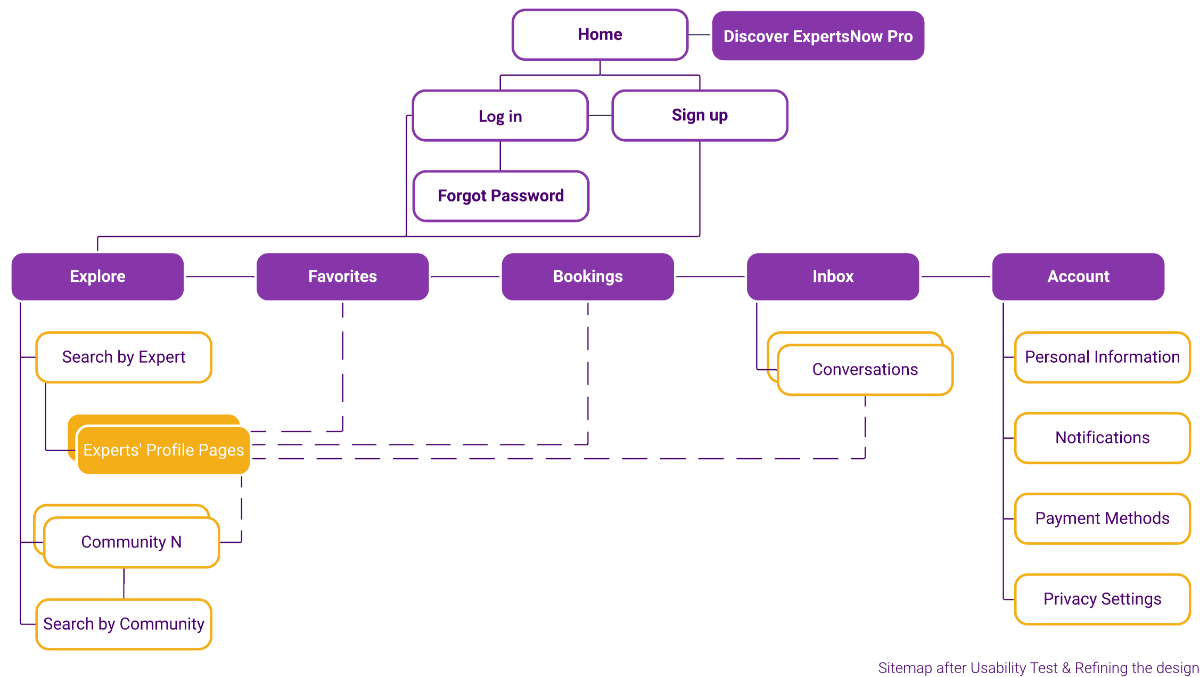 Home
Discover ExpertsNow Pro
Log in
Sign up
Forgot Password
Explore
Favorites
Bookings
Inbox
Account
Search by Expert
Conversations
Personal Information
Experts' Profile Pages
Notifications
Community N
Payment Methods
Search by Community
Privacy Settings
Sitemap after Usability Test & Refining the design